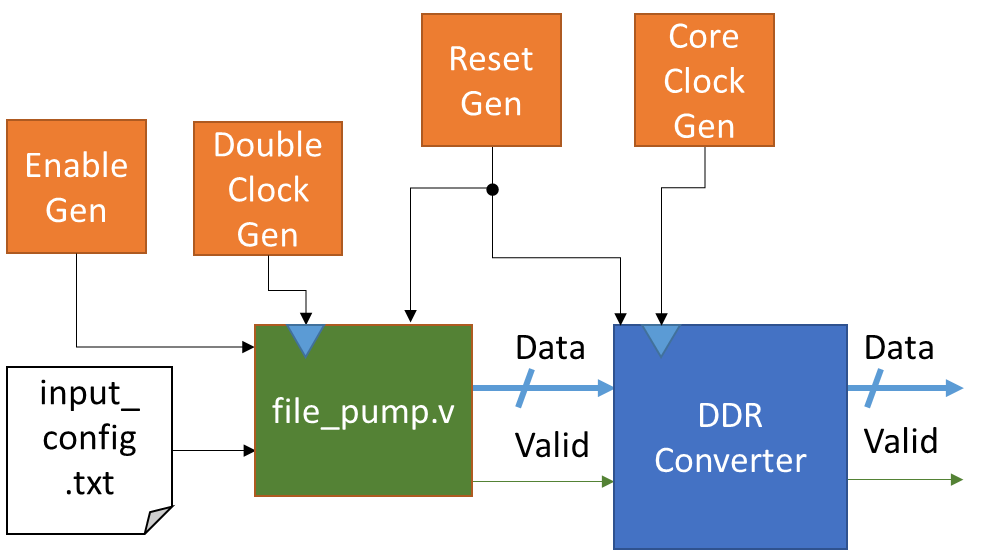 Reset
Gen
Core
Clock
Gen
Enable
Gen
Double
Clock
Gen
input_
config
.txt
file_pump.v
Data
Valid
DDR
Converter
Data
Valid